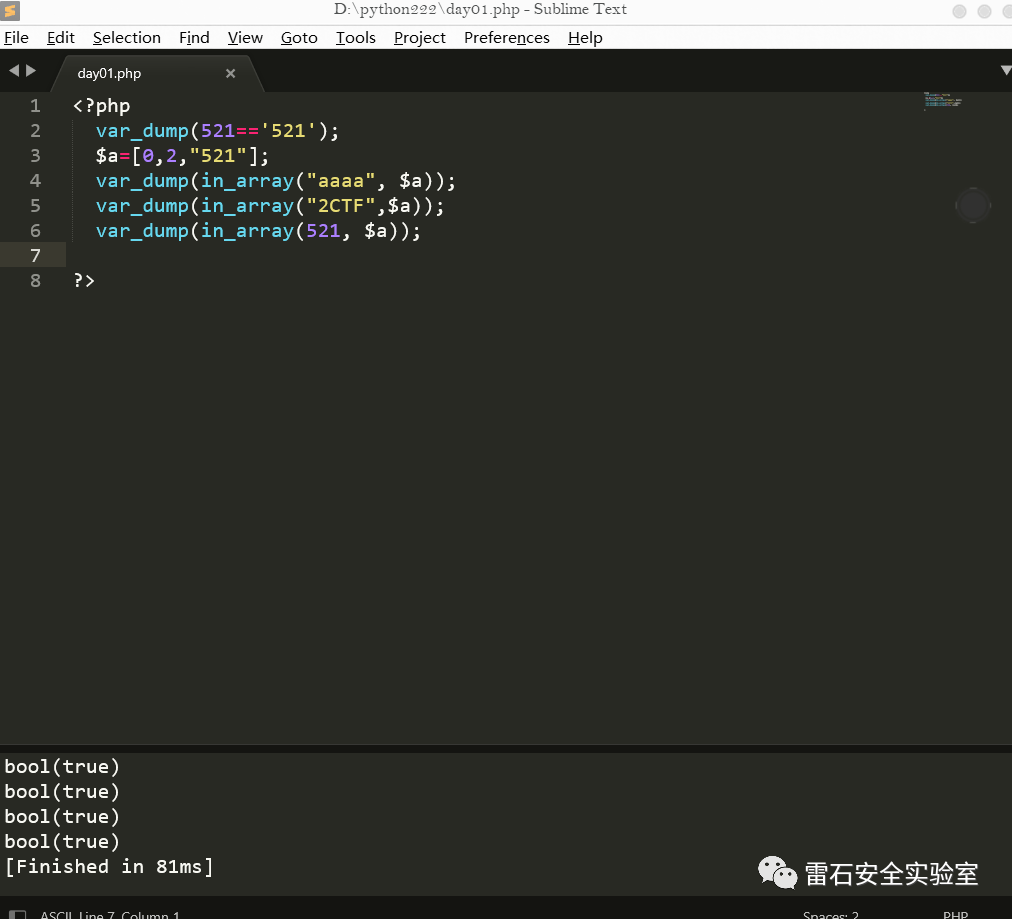 D:\python222\day01.php - Sublime Text
File Edit Selection Find View Goto Tools Project Preferences Help
day01.php
1 <?php
2 var_dump(521=='521');
3 $a=[0,2,"521"];
4 var_dump(in_array("aaaa", $a));
5 var_dump(in_array("2CTF",$a));
6 var_dump(in_array(521, $a));
7
8 ?>
bool(true)
bool(true)
bool(true)
bool(true)
[Finished in 81ms]
雷石安全实验室
ASCII, Line 7, Column 1 Spaces: 2 PHP